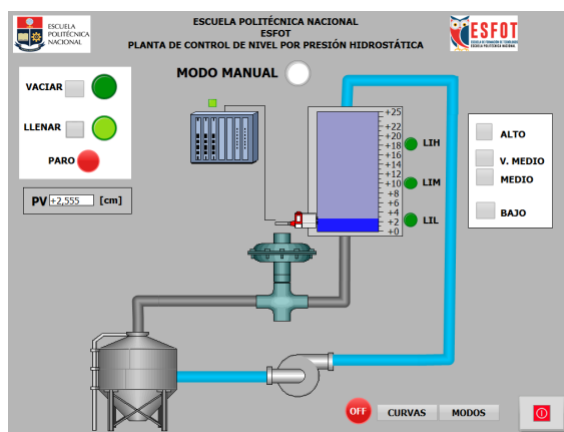 ESCUELA POLITÉCNICA NACIONAL
ESFOT
PLANTA DE CONTROL DE NIVEL POR PRESIÓN HIDROSTÁTICA
ESCUELA
POLITÉCNICA
NACIONAL
ESFOT
MODO MANUAL
VACIAR
LLENAR
PARO
PV +2,555 [cm]
+25
+22
+20
+18
+16
+14
+12
+10
+8
+6
+4
+2
+0
LIH
LIM
LIL
ALTO
V. MEDIO
MEDIO
BAJO
OFF
CURVAS
MODOS